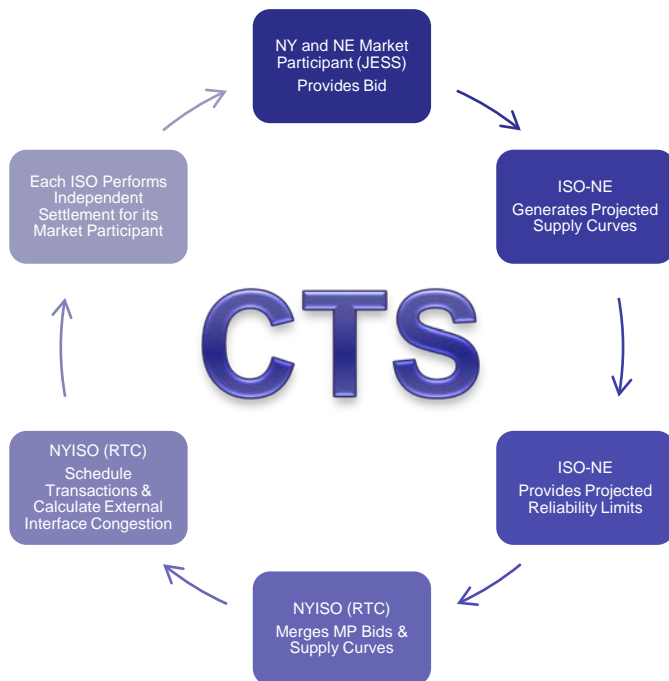 NY and NE Market
Participant (JESS)
Provides Bid
ISO-NE
Generates Projected
Supply Curves
ISO-NE
Provides Projected
Reliability Limits
NYISO (RTC)
Merges MP Bids &
Supply Curves
NYISO (RTC)
Schedule
Transactions &
Calculate External
Interface Congestion
Each ISO Performs
Independent
Settlement for its
Market Participant
CTS